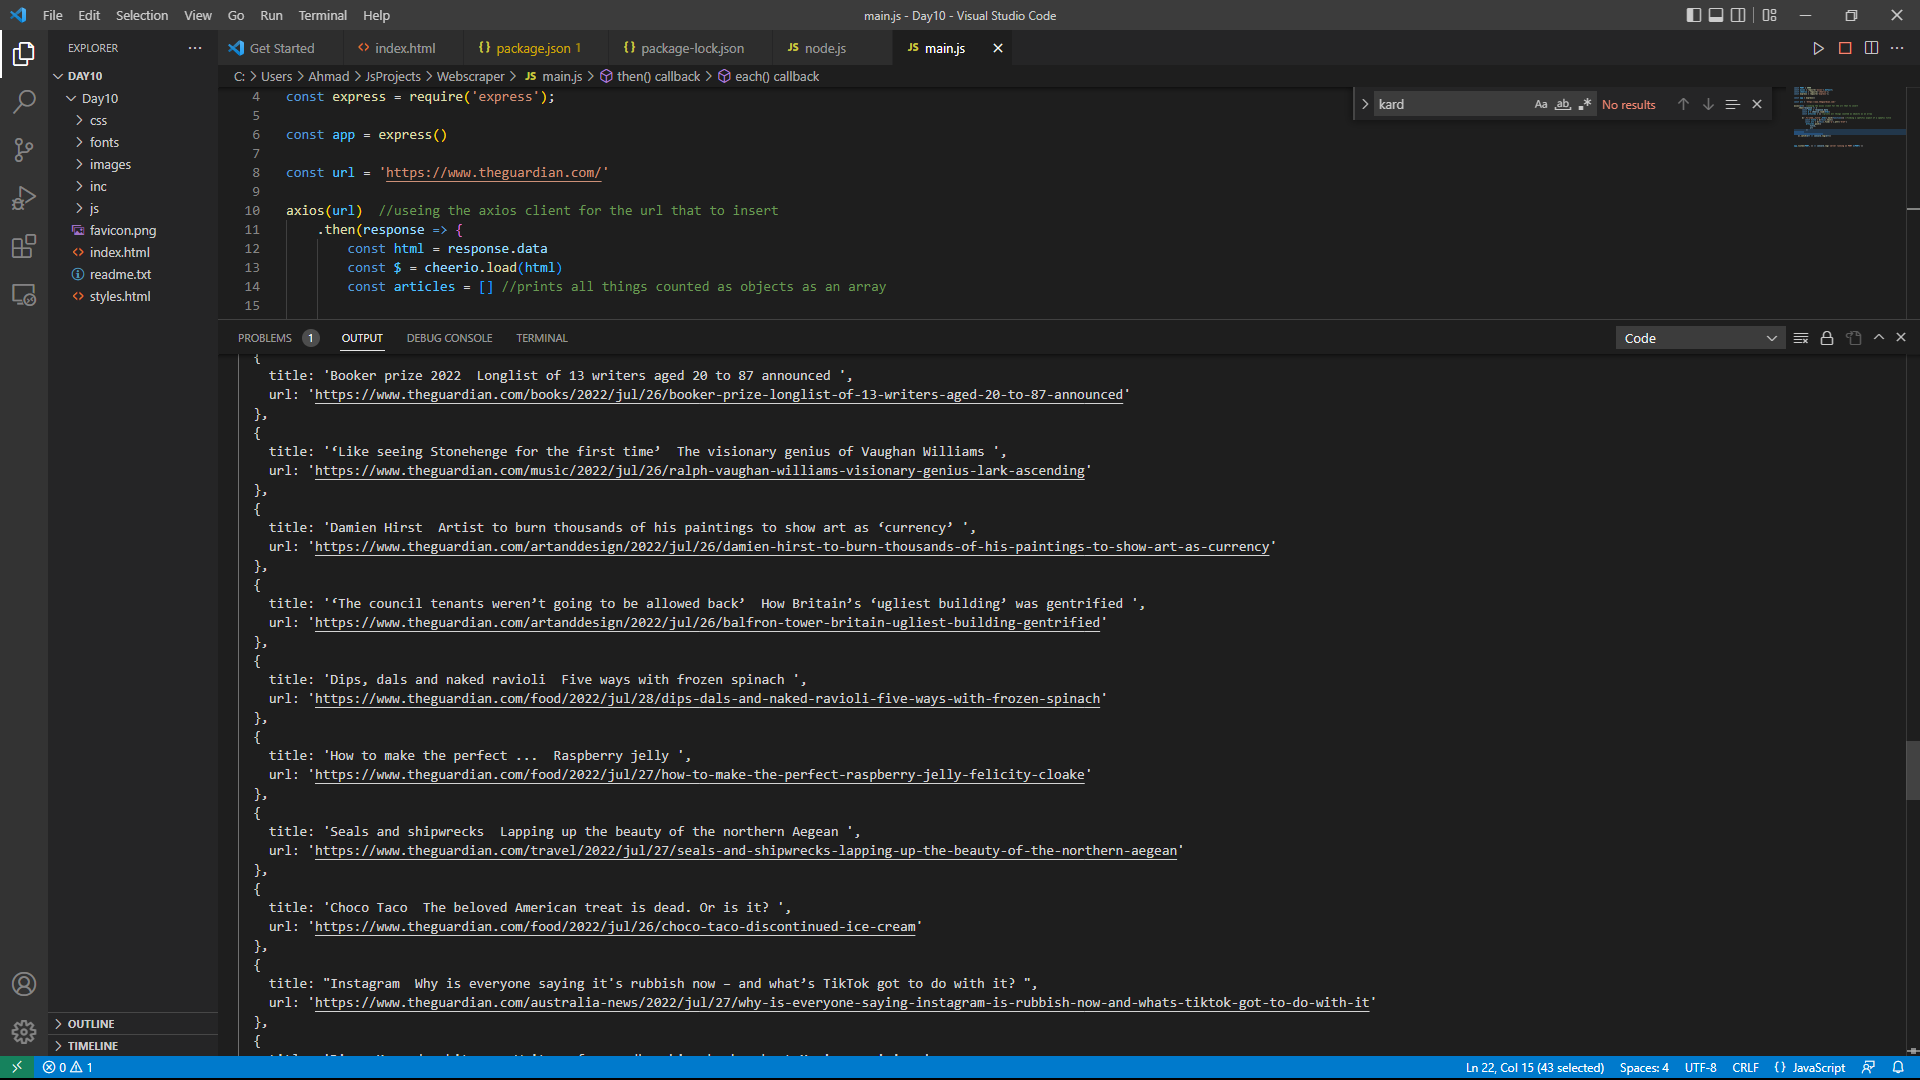 File Edit Selection View Go Run Terminal Help
main.js - Day10 - Visual Studio Code
EXPLORER
Get Started
index.html
{} package.json 1
{} package-lock.json
JS node.js
JS main.js
DAY10
C: > Users > Ahmad > JsProjects > Webscraper > JS main.js > then() callback > each() callback
Day10
css
fonts
images
inc
js
favicon.png
index.html
readme.txt
styles.html
kard
Aa ab .* No results
4 const express = require('express');
5
6 const app = express()
7
8 const url = 'https://www.theguardian.com/'
9
10 axios(url)  //useing the axios client for the url that to insert
11 .then(response => {
12 const html = response.data
13 const $ = cheerio.load(html)
14 const articles = [] //prints all things counted as objects as an array
15
PROBLEMS 1 OUTPUT DEBUG CONSOLE TERMINAL
Code
{
title: 'Booker prize 2022  Longlist of 13 writers aged 20 to 87 announced ',
url: 'https://www.theguardian.com/books/2022/jul/26/booker-prize-longlist-of-13-writers-aged-20-to-87-announced'
},
{
title: '‘Like seeing Stonehenge for the first time’  The visionary genius of Vaughan Williams ',
url: 'https://www.theguardian.com/music/2022/jul/26/ralph-vaughan-williams-visionary-genius-lark-ascending'
},
{
title: 'Damien Hirst  Artist to burn thousands of his paintings to show art as ‘currency’ ',
url: 'https://www.theguardian.com/artanddesign/2022/jul/26/damien-hirst-to-burn-thousands-of-his-paintings-to-show-art-as-currency'
},
{
title: '‘The council tenants weren’t going to be allowed back’  How Britain’s ‘ugliest building’ was gentrified ',
url: 'https://www.theguardian.com/artanddesign/2022/jul/26/balfron-tower-britain-ugliest-building-gentrified'
},
{
title: 'Dips, dals and naked ravioli  Five ways with frozen spinach ',
url: 'https://www.theguardian.com/food/2022/jul/28/dips-dals-and-naked-ravioli-five-ways-with-frozen-spinach'
},
{
title: 'How to make the perfect ...  Raspberry jelly ',
url: 'https://www.theguardian.com/food/2022/jul/27/how-to-make-the-perfect-raspberry-jelly-felicity-cloake'
},
{
title: 'Seals and shipwrecks  Lapping up the beauty of the northern Aegean ',
url: 'https://www.theguardian.com/travel/2022/jul/27/seals-and-shipwrecks-lapping-up-the-beauty-of-the-northern-aegean'
},
{
title: 'Choco Taco  The beloved American treat is dead. Or is it? ',
url: 'https://www.theguardian.com/food/2022/jul/26/choco-taco-discontinued-ice-cream'
},
{
title: "Instagram  Why is everyone saying it's rubbish now – and what’s TikTok got to do with it? ",
url: 'https://www.theguardian.com/australia-news/2022/jul/27/why-is-everyone-saying-instagram-is-rubbish-now-and-whats-tiktok-got-to-do-with-it'
},
{
OUTLINE
TIMELINE
0 1
Ln 22, Col 15 (43 selected) Spaces: 4 UTF-8 CRLF {} JavaScript